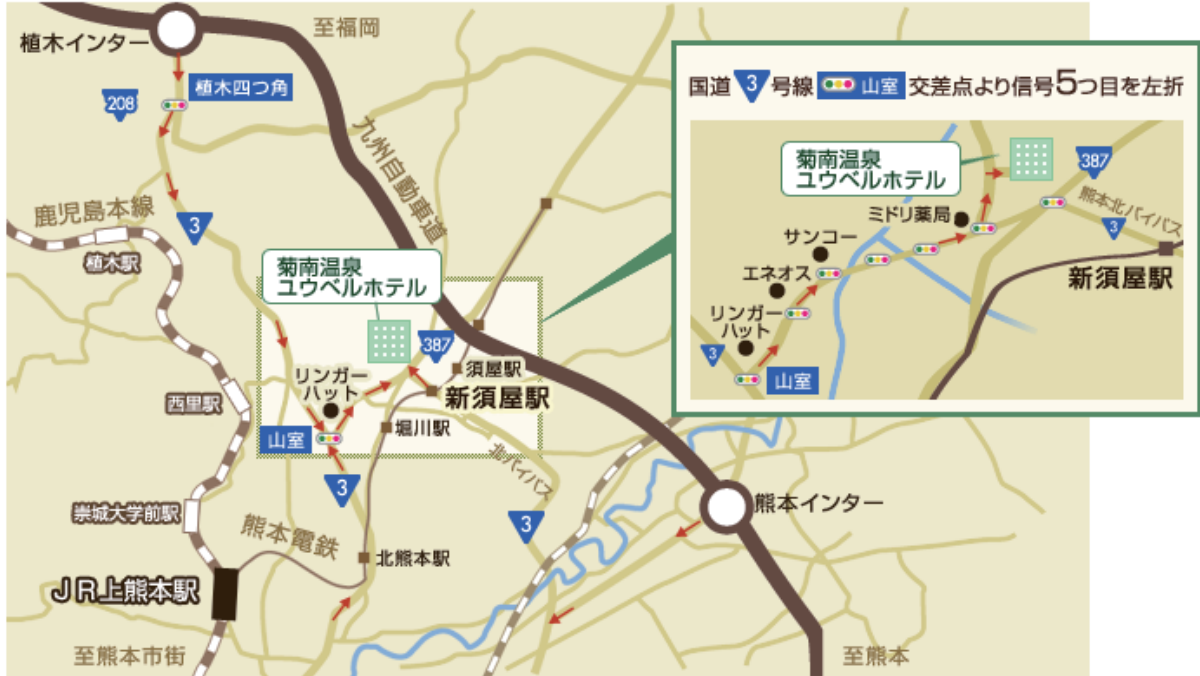 至福岡
植木インター
208
植木四つ角
九州自動車道
3
鹿児島本線
植木駅
菊南温泉
ユウベルホテル
387
リンガー
ハット
須屋駅
新須屋駅
西里駅
山室
堀川駅
北バイパス
3
3
崇城大学前駅
熊本電鉄
熊本インター
北熊本駅
JR上熊本駅
至熊本市街
至熊本
国道3号線 山室 交差点より信号5つ目を左折
菊南温泉
ユウベルホテル
387
熊本北バイパス
3
ミドリ薬局
サンコー
エネオス
新須屋駅
リンガー
ハット
3
山室